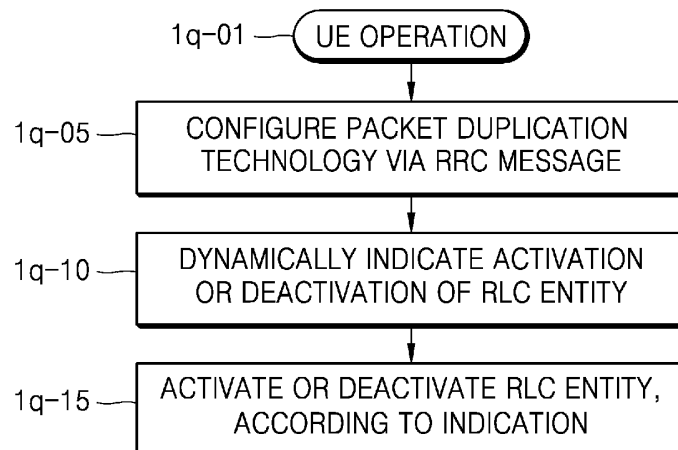 1q-01 UE OPERATION
1q-05 CONFIGURE PACKET DUPLICATION
TECHNOLOGY VIA RRC MESSAGE
1q-10 DYNAMICALLY INDICATE ACTIVATION
OR DEACTIVATION OF RLC ENTITY
1q-15 ACTIVATE OR DEACTIVATE RLC ENTITY,
ACCORDING TO INDICATION